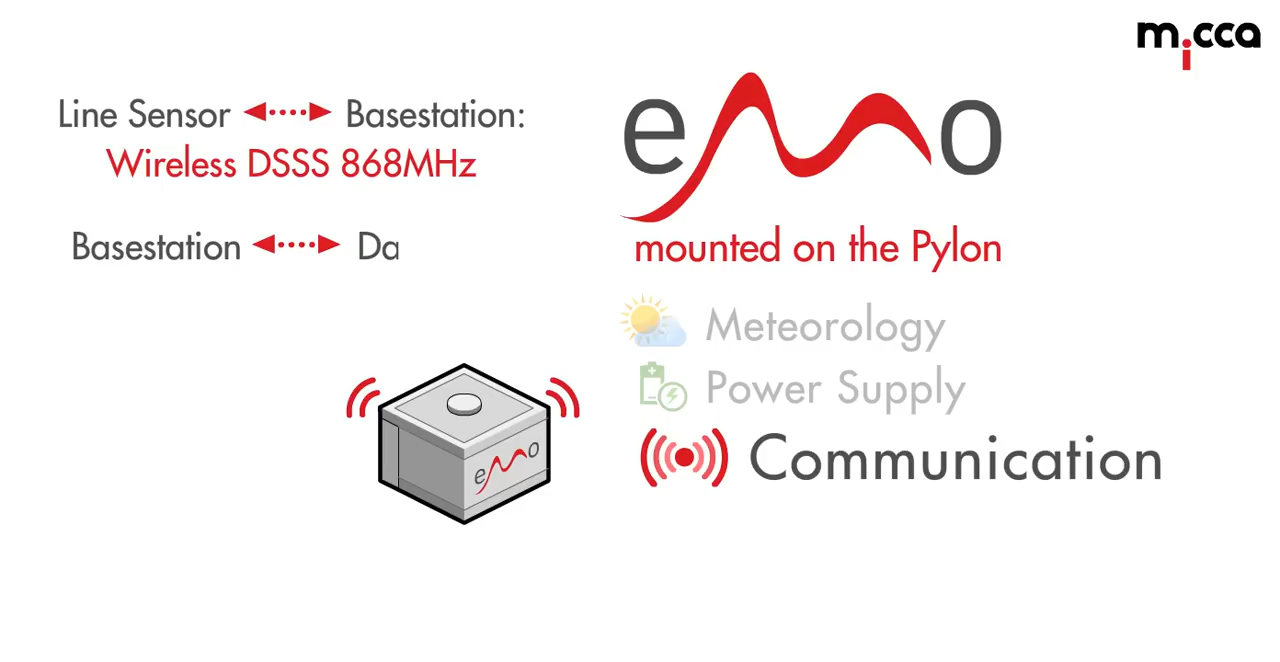 micca
Line Sensor Basestation:
Wireless DSSS 868MHz
Basestation Da
emo
mounted on the Pylon
Meteorology
Power Supply
Communication
emo